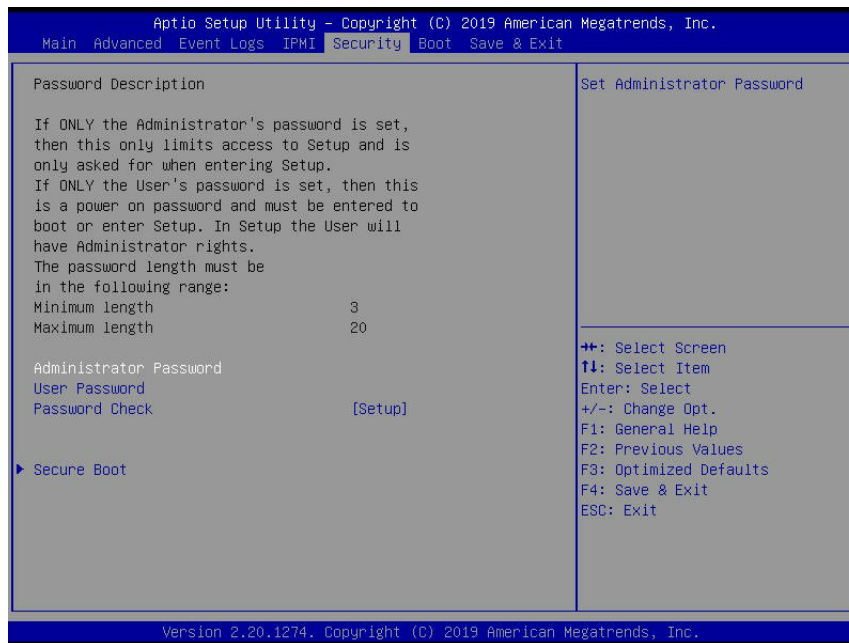 Aptio Setup Utility – Copyright (C) 2019 American Megatrends, Inc.
Main Advanced Event Logs IPMI Security Boot Save & Exit
Password Description
If ONLY the Administrator's password is set,
then this only limits access to Setup and is
only asked for when entering Setup.
If ONLY the User's password is set, then this
is a power on password and must be entered to
boot or enter Setup. In Setup the User will
have Administrator rights.
The password length must be
in the following range:
Minimum length 3
Maximum length 20
Administrator Password
User Password
Password Check [Setup]
Secure Boot
Set Administrator Password
→←: Select Screen
↑↓: Select Item
Enter: Select
+/-: Change Opt.
F1: General Help
F2: Previous Values
F3: Optimized Defaults
F4: Save & Exit
ESC: Exit
Version 2.20.1274. Copyright (C) 2019 American Megatrends, Inc.